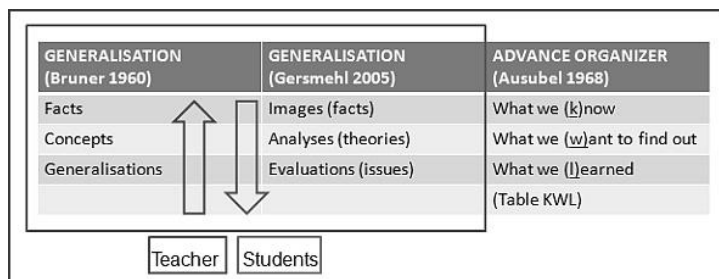 GENERALISATION GENERALISATION ADVANCE ORGANIZER
(Bruner 1960) (Gersmehl 2005) (Ausubel 1968)
Facts Images (facts) What we (k)now
Concepts Analyses (theories) What we (w)ant to find out
Generalisations Evaluations (issues) What we (l)earned
(Table KWL)
Teacher Students